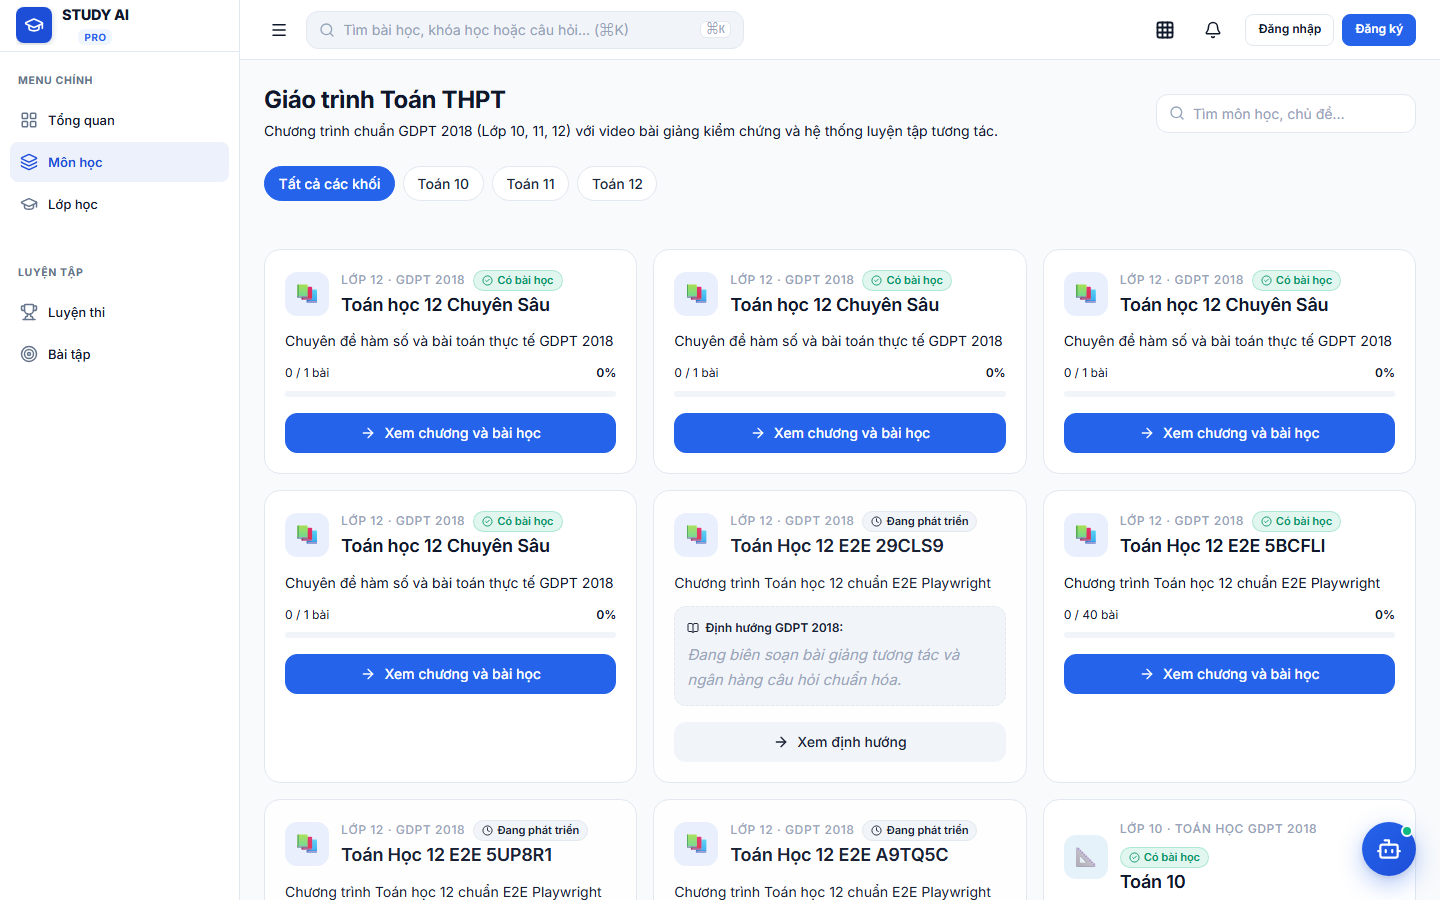 STUDY AI
PRO
MENU CHÍNH
Tổng quan
Môn học
Lớp học
LUYỆN TẬP
Luyện thi
Bài tập
Tìm bài học, khóa học hoặc câu hỏi... (⌘K)
⌘K
Đăng nhập
Đăng ký
Giáo trình Toán THPT
Chương trình chuẩn GDPT 2018 (Lớp 10, 11, 12) với video bài giảng kiểm chứng và hệ thống luyện tập tương tác.
Tìm môn học, chủ đề...
Tất cả các khối
Toán 10
Toán 11
Toán 12
LỚP 12 · GDPT 2018
Có bài học
Toán học 12 Chuyên Sâu
Chuyên đề hàm số và bài toán thực tế GDPT 2018
0 / 1 bài
0%
Xem chương và bài học
LỚP 12 · GDPT 2018
Có bài học
Toán học 12 Chuyên Sâu
Chuyên đề hàm số và bài toán thực tế GDPT 2018
0 / 1 bài
0%
Xem chương và bài học
LỚP 12 · GDPT 2018
Có bài học
Toán học 12 Chuyên Sâu
Chuyên đề hàm số và bài toán thực tế GDPT 2018
0 / 1 bài
0%
Xem chương và bài học
LỚP 12 · GDPT 2018
Có bài học
Toán học 12 Chuyên Sâu
Chuyên đề hàm số và bài toán thực tế GDPT 2018
0 / 1 bài
0%
Xem chương và bài học
LỚP 12 · GDPT 2018
Đang phát triển
Toán Học 12 E2E 29CLS9
Chương trình Toán học 12 chuẩn E2E Playwright
Định hướng GDPT 2018:
Đang biên soạn bài giảng tương tác và
ngân hàng câu hỏi chuẩn hóa.
Xem định hướng
LỚP 12 · GDPT 2018
Có bài học
Toán Học 12 E2E 5BCFLI
Chương trình Toán học 12 chuẩn E2E Playwright
0 / 40 bài
0%
Xem chương và bài học
LỚP 12 · GDPT 2018
Đang phát triển
Toán Học 12 E2E 5UP8R1
Chương trình Toán học 12 chuẩn E2E Playwright
LỚP 12 · GDPT 2018
Đang phát triển
Toán Học 12 E2E A9TQ5C
Chương trình Toán học 12 chuẩn E2E Playwright
LỚP 10 · TOÁN HỌC GDPT 2018
Có bài học
Toán 10